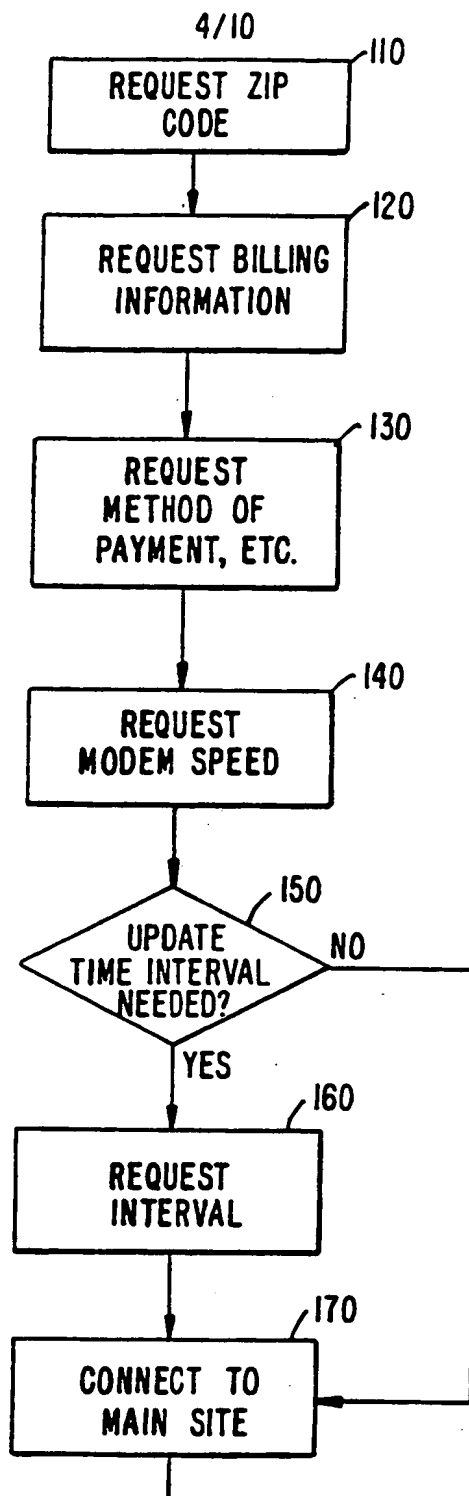 4/10
110
REQUEST ZIP
CODE
120
REQUEST BILLING
INFORMATION
130
REQUEST
METHOD OF
PAYMENT, ETC.
140
REQUEST
MODEM SPEED
150
UPDATE
TIME INTERVAL
NEEDED?
NO
YES
160
REQUEST
INTERVAL
170
CONNECT TO
MAIN SITE